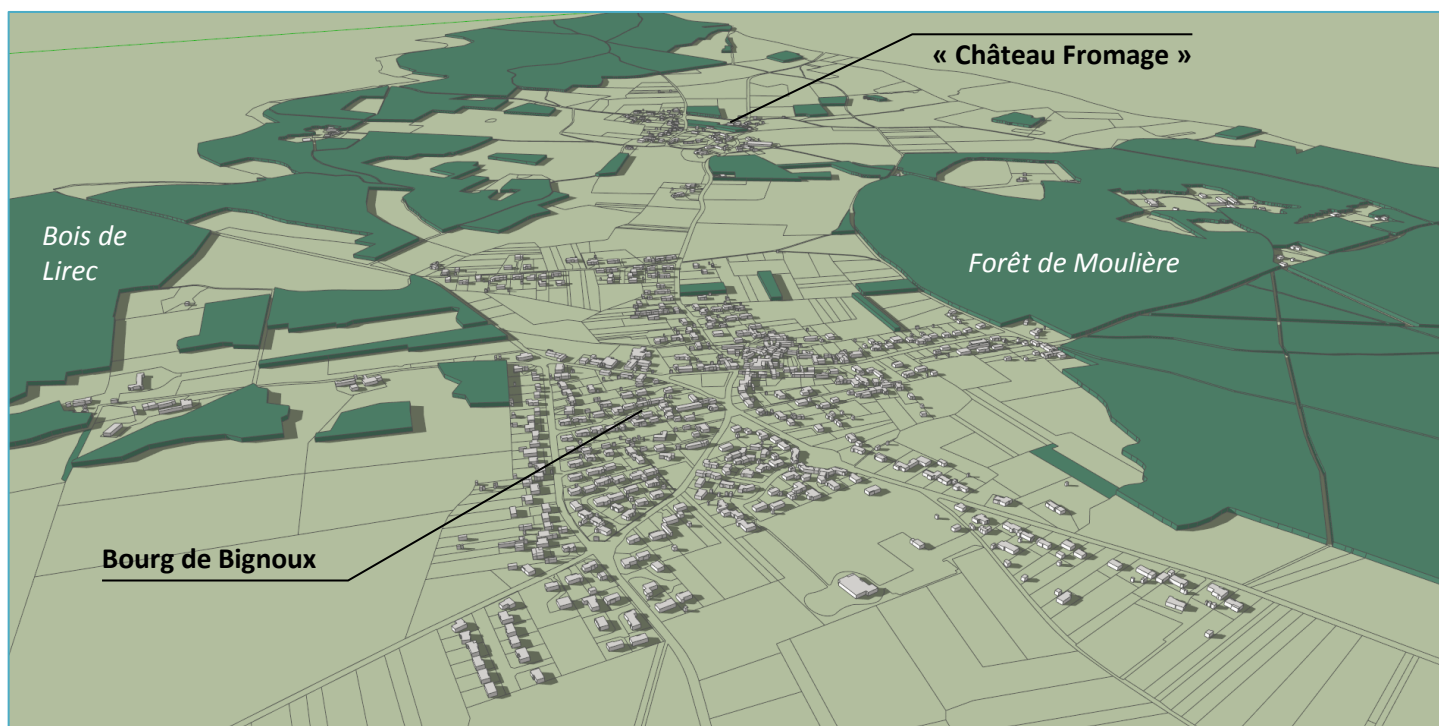 « Château Fromage »
Bois de
Lirec
Forêt de Moulière
Bourg de Bignoux